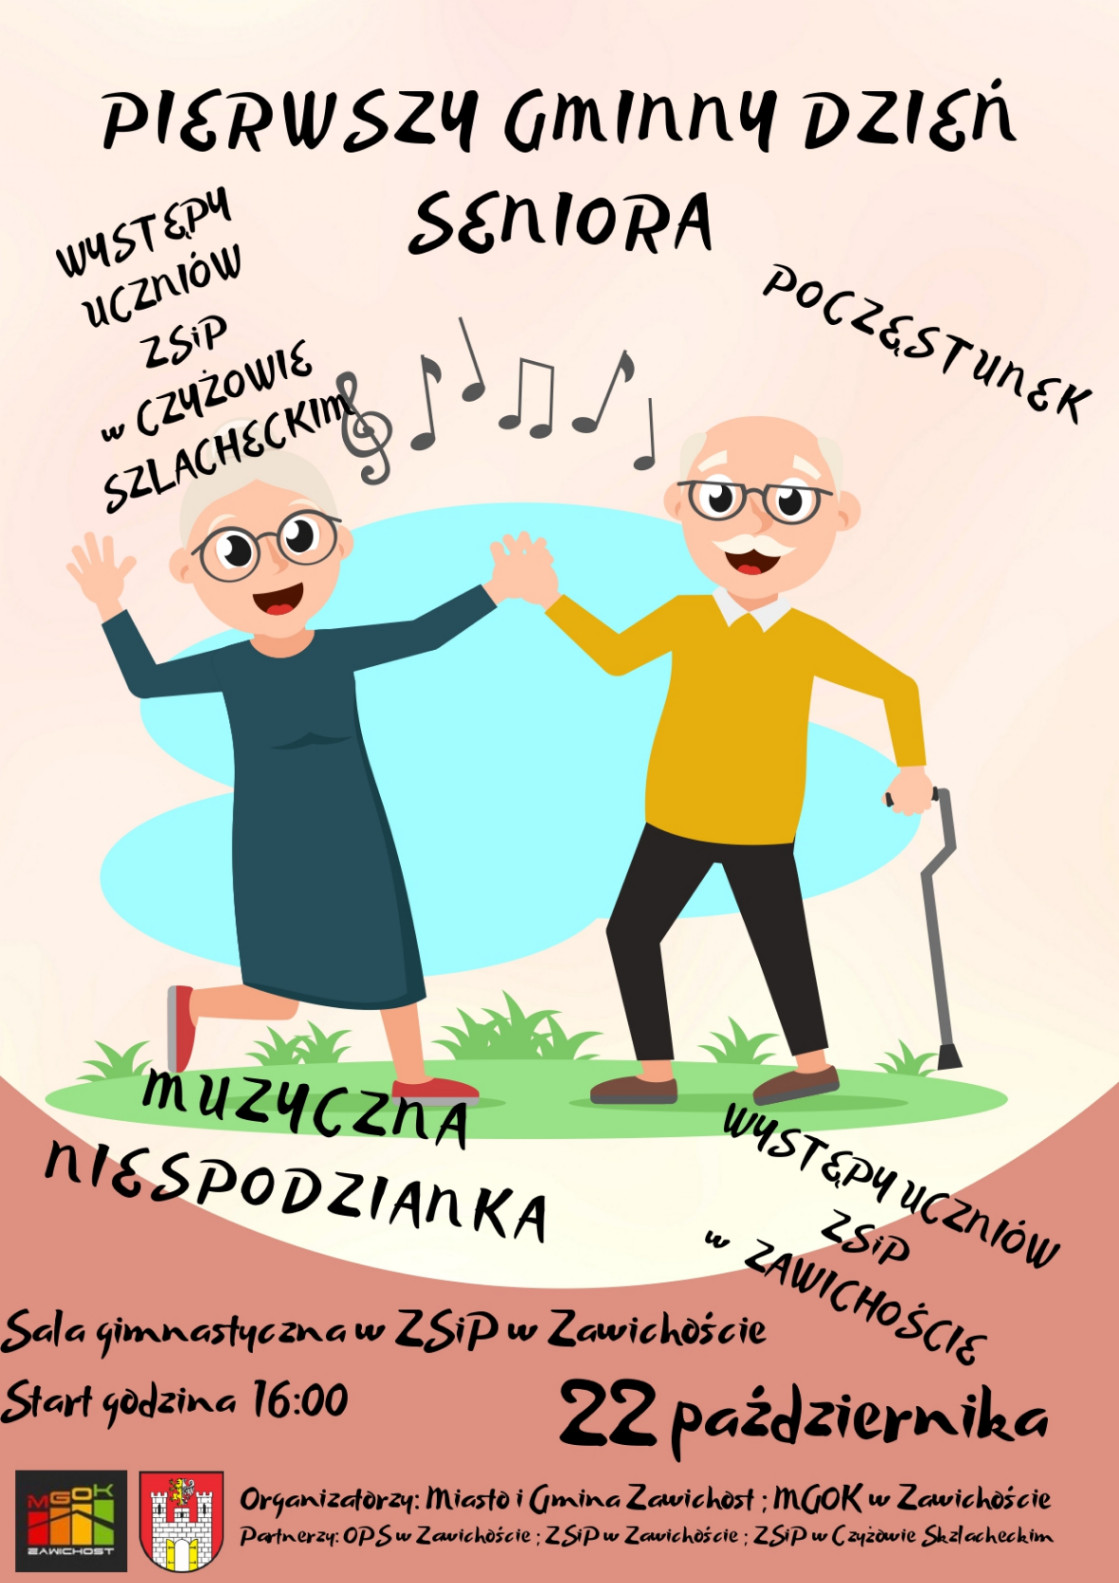 PIERWSZY GMINNY DZIEŃ
SENIORA
WYSTĘPY
UCZNIÓW
ZSiP
w CZYŻOWIE
SZLACHECKIM
POCZĘSTUNEK
MUZYCZNA
NIESPODZIANKA
WYSTĘPY UCZNIÓW
ZSiP
w ZAWICHOŚCIE
Sala gimnastyczna w ZSiP w Zawichoście
Start godzina 16:00
22 października
MGOK
ZAWICHOST
Organizatorzy: Miasto i Gmina Zawichost ; MGOK w Zawichoście
Partnerzy: OPS w Zawichoście ; ZSiP w Zawichoście ; ZSiP w Czyżowie Skzlacheckim